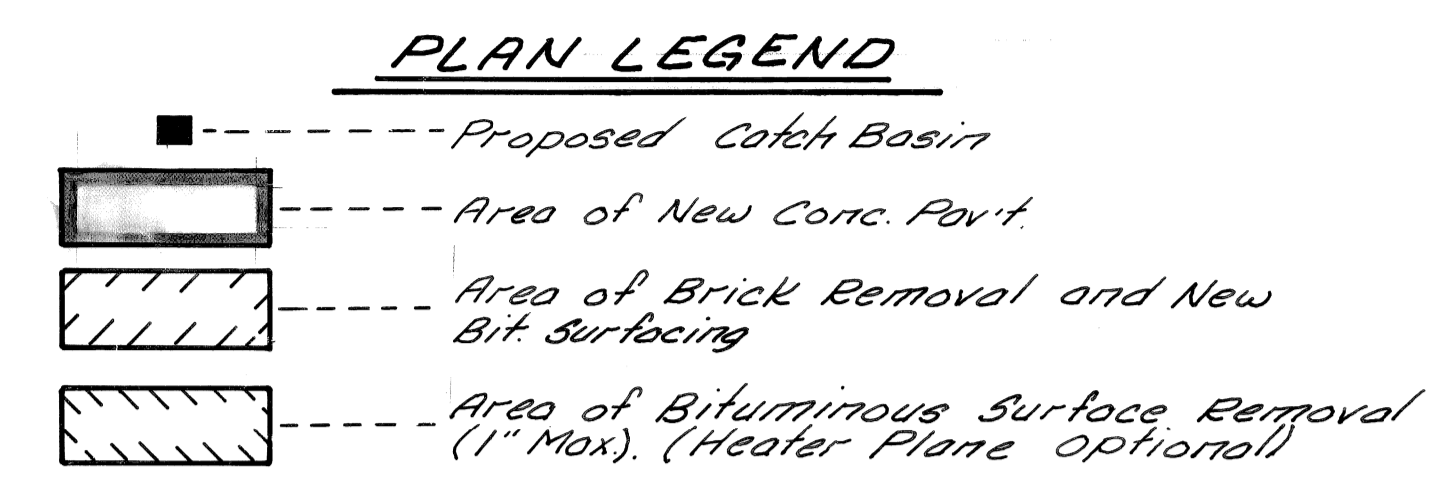 PLAN LEGEND
Proposed Catch Basin
Area of New Conc. Pav't.
Area of Brick Removal and New
Bit. Surfacing
Area of Bituminous Surface Removal
(1" Max.). (Heater Plane Optional)